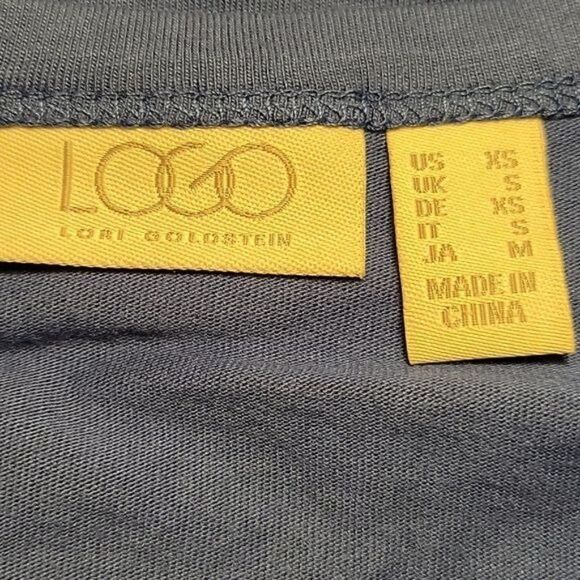 LOGO
LORI GOLDSTEIN
US XS
UK S
DE XS
IT S
JA M
MADE IN
CHINA